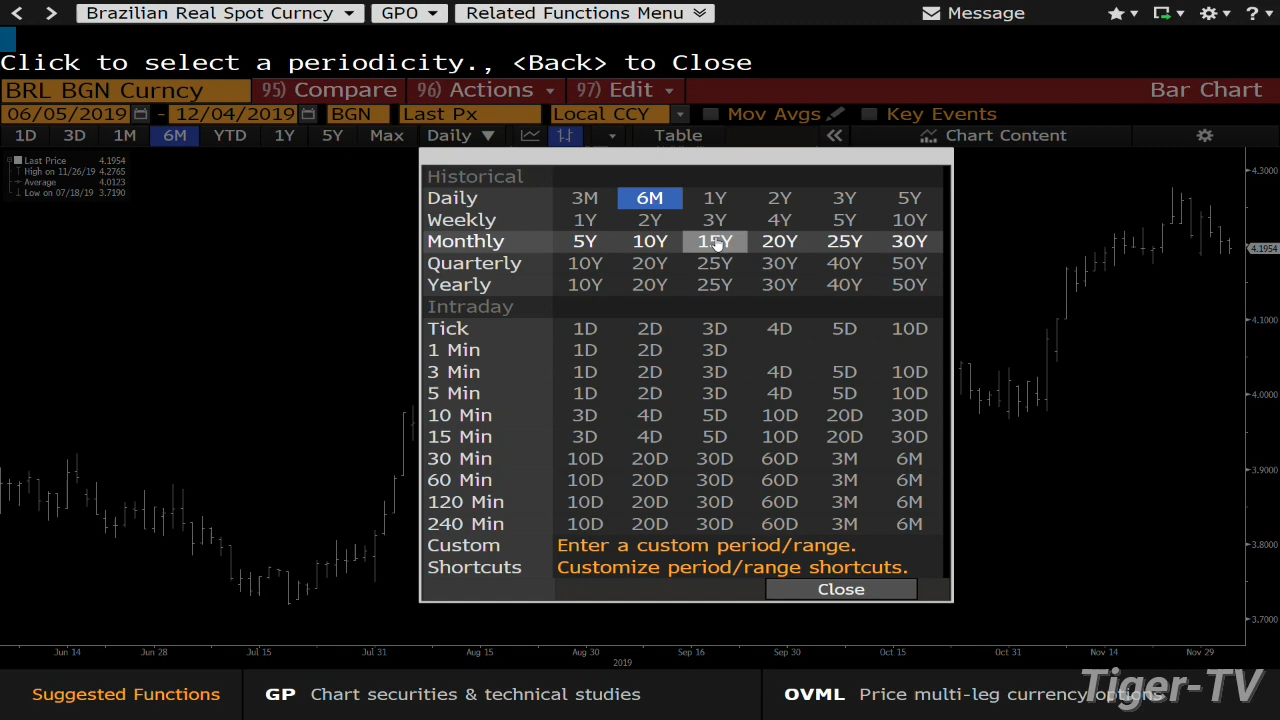 Brazilian Real Spot Curncy GPO Related Functions Menu Message ?
Click to select a periodicity., <Back> to Close
BRL BGN Curncy 95) Compare 96) Actions 97) Edit Bar Chart
06/05/2019 - 12/04/2019 BGN Last Px Local CCY Mov Avgs Key Events
1D 3D 1M 6M YTD 1Y 5Y Max Daily ▼ Table Chart Content
Last Price 4.1954
High on 11/26/19 4.2765
Average 4.0123
Low on 07/18/19 3.7190
Historical
Daily 3M 6M 1Y 2Y 3Y 5Y
Weekly 1Y 2Y 3Y 4Y 5Y 10Y
Monthly 5Y 10Y 15Y 20Y 25Y 30Y
Quarterly 10Y 20Y 25Y 30Y 40Y 50Y
Yearly 10Y 20Y 25Y 30Y 40Y 50Y
Intraday
Tick 1D 2D 3D 4D 5D 10D
1 Min 1D 2D 3D
3 Min 1D 2D 3D 4D 5D 10D
5 Min 1D 2D 3D 4D 5D 10D
10 Min 3D 4D 5D 10D 20D 30D
15 Min 3D 4D 5D 10D 20D 30D
30 Min 10D 20D 30D 60D 3M 6M
60 Min 10D 20D 30D 60D 3M 6M
120 Min 10D 20D 30D 60D 3M 6M
240 Min 10D 20D 30D 60D 3M 6M
Custom Enter a custom period/range.
Shortcuts Customize period/range shortcuts.
Close
4.3000
4.1954
4.1000
4.0000
3.9000
3.8000
3.7000
Jun 14 Jun 28 Jul 15 Jul 31 Aug 15 Aug 30 Sep 16 Sep 30 Oct 15 Oct 31 Nov 14 Nov 29
2019
Suggested Functions GP Chart securities & technical studies OVML Price multi-leg currency options
Tiger-TV